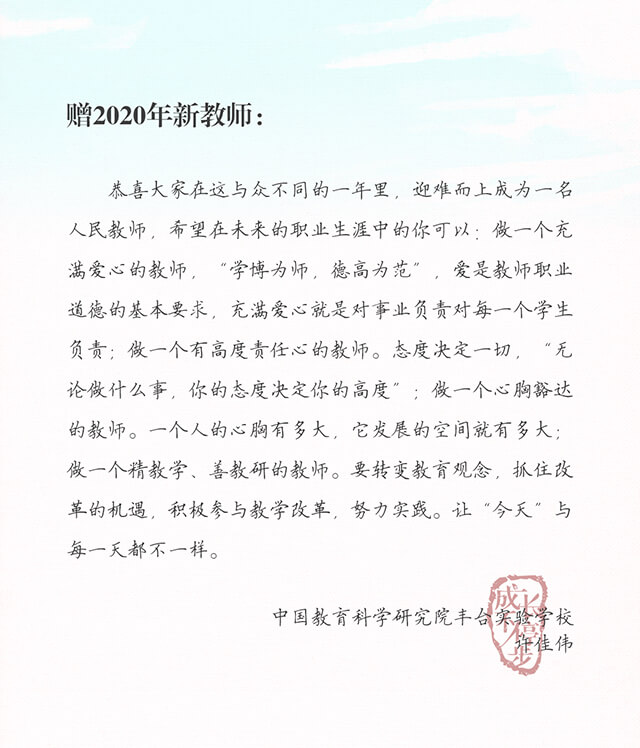 赠2020年新教师：
恭喜大家在这与众不同的一年里，迎难而上成为一名
人民教师，希望在未来的职业生涯中的你可以：做一个充
满爱心的教师，“学博为师，德高为范”，爱是教师职业
道德的基本要求，充满爱心就是对事业负责对每一个学生
负责；做一个有高度责任心的教师。态度决定一切，“无
论做什么事，你的态度决定你的高度”；做一个心胸豁达
的教师。一个人的心胸有多大，它发展的空间就有多大；
做一个精教学、善教研的教师。要转变教育观念，抓住改
革的机遇，积极参与教学改革，努力实践。让“今天”与
每一天都不一样。
中国教育科学研究院丰台实验学校
许佳伟
成长不停步